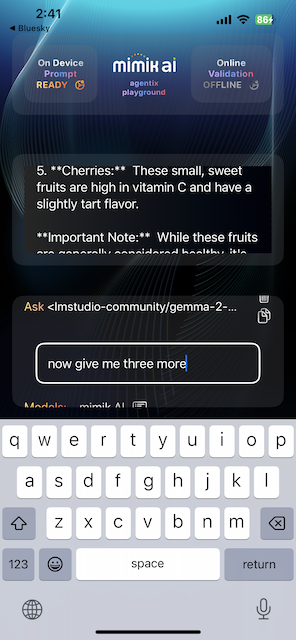 2:41
86
◀ Bluesky
On Device
Prompt
READY
mimik ai
agentix
playground
Online
Validation
OFFLINE
5. **Cherries:** These small, sweet
fruits are high in vitamin C and have a
slightly tart flavor.
**Important Note:** While these fruits
are generally considered healthy, it's
Ask <lmstudio-community/gemma-2-...
now give me three more
Models: mimik AI
q w e r t y u i o p
a s d f g h j k l
z x c v b n m
123 space return